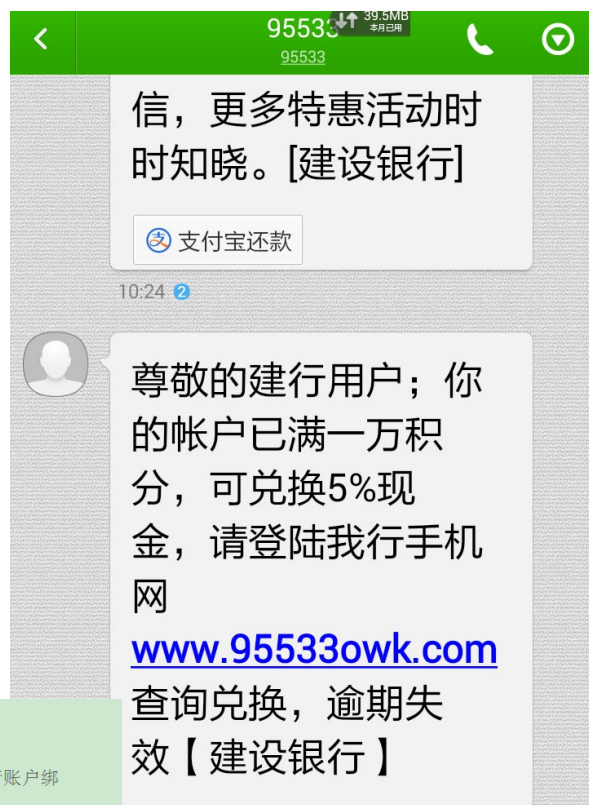 95533
39.5MB
本月已用
95533
信，更多特惠活动时
时知晓。[建设银行]
支付宝还款
10:24 2
尊敬的建行用户；你
的帐户已满一万积
分，可兑换5%现
金，请登陆我行手机
网
www.95533owk.com
查询兑换，逾期失
效【建设银行】
账户绑